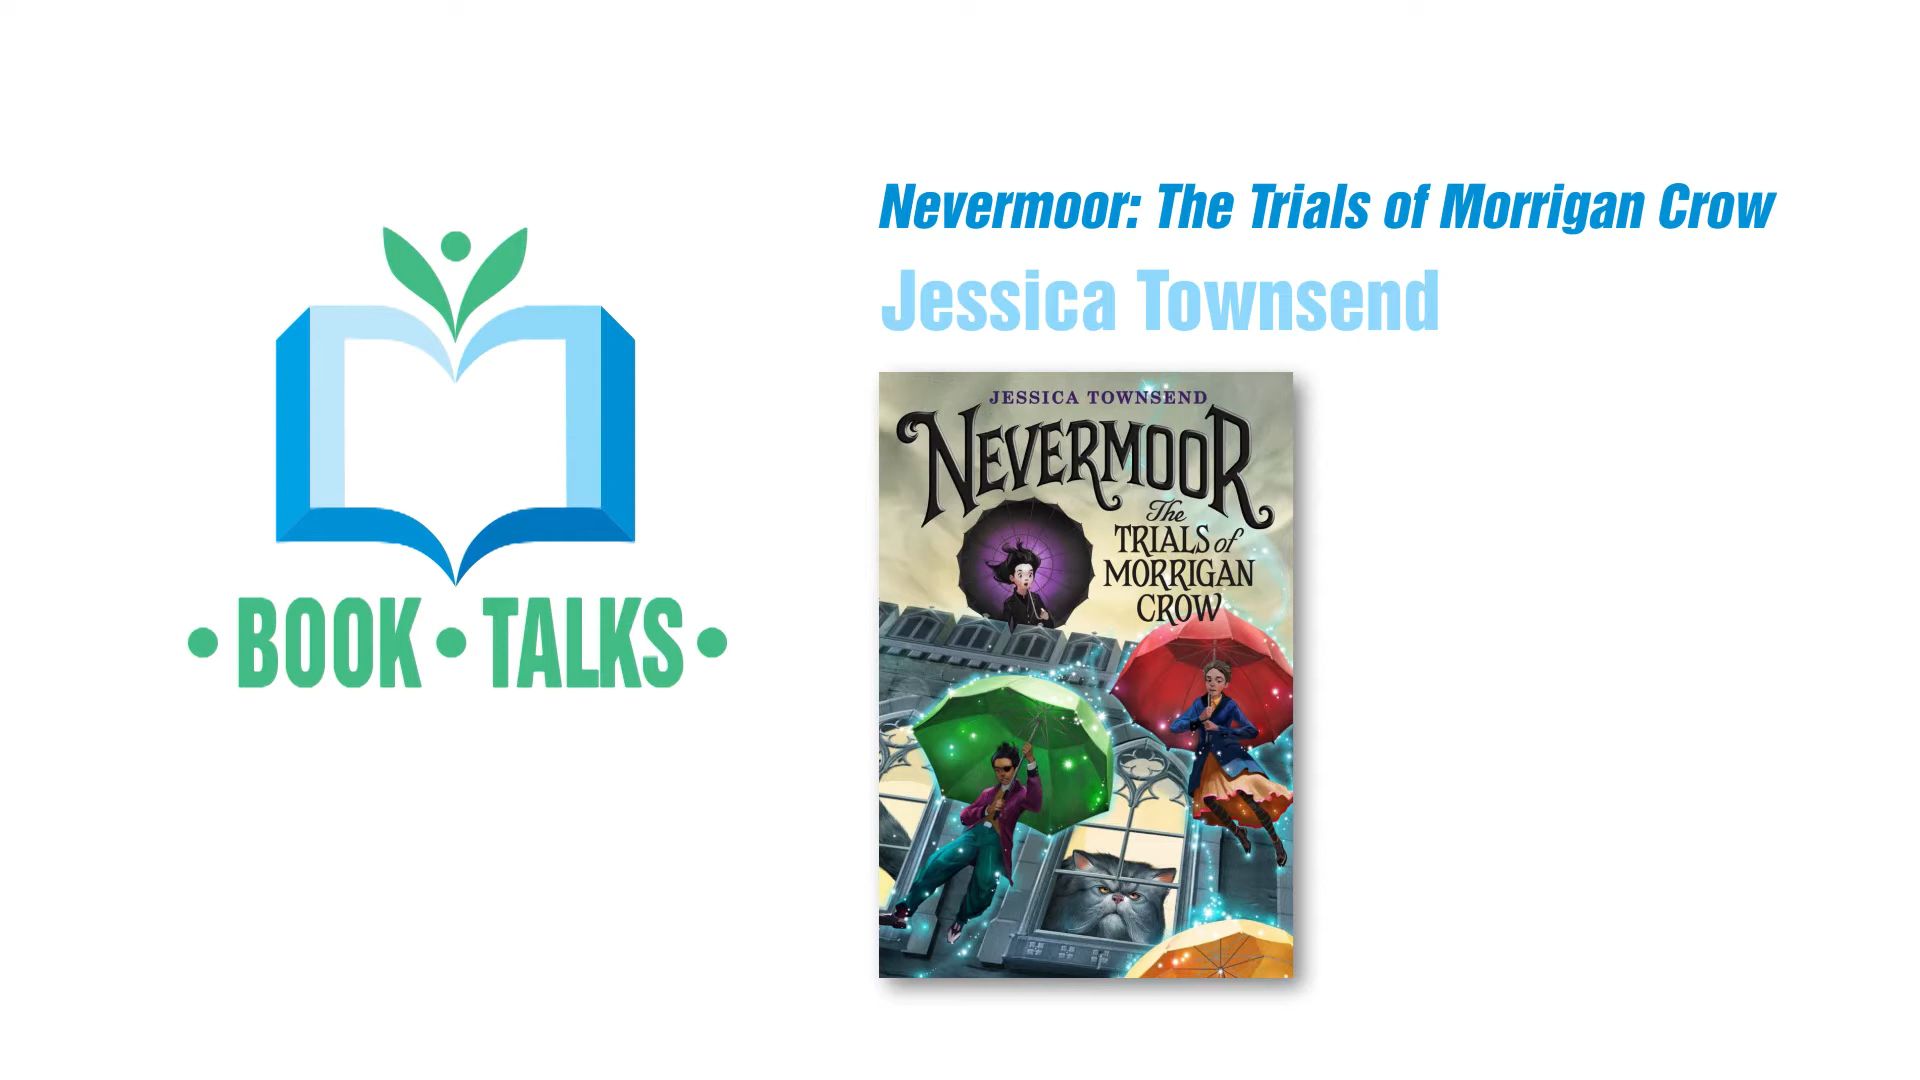 Nevermoor: The Trials of Morrigan Crow
Jessica Townsend
JESSICA TOWNSEND
NEVERMOOR
The
TRIALS of
MORRIGAN
CROW
• BOOK • TALKS •